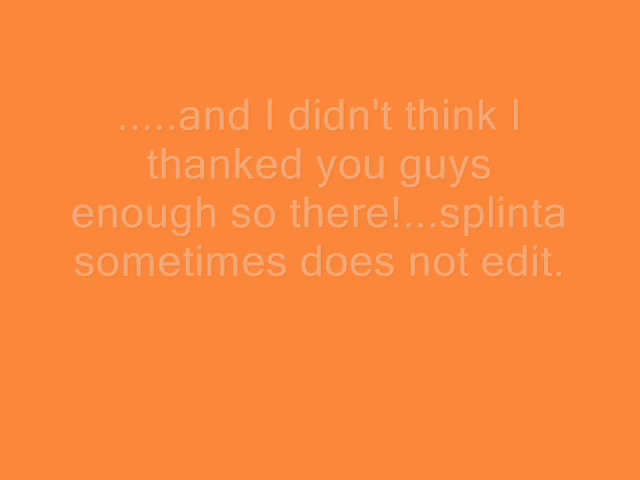 .....and I didn't think I
thanked you guys
enough so there!...splinta
sometimes does not edit.